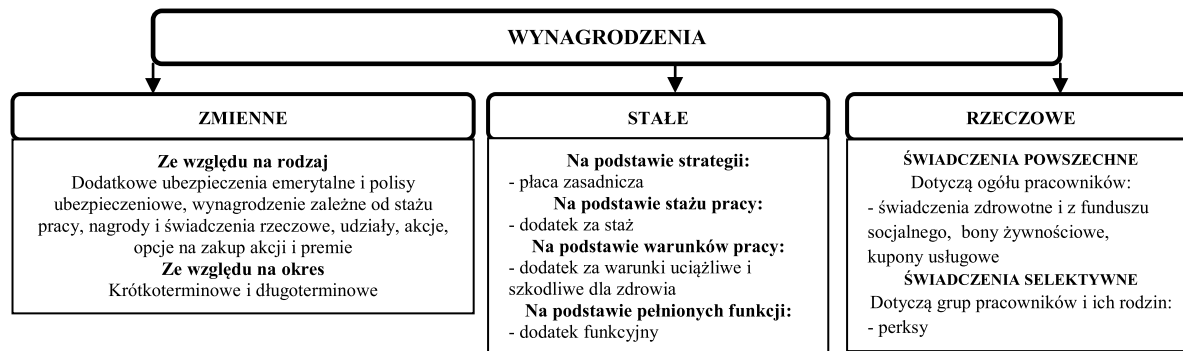 WYNAGRODZENIA
ZMIENNE
Ze względu na rodzaj
Dodatkowe ubezpieczenia emerytalne i polisy
ubezpieczeniowe, wynagrodzenie zależne od stażu
pracy, nagrody i świadczenia rzeczowe, udziały, akcje,
opcje na zakup akcji i premie
Ze względu na okres
Krótkoterminowe i długoterminowe
STAŁE
Na podstawie strategii:
- płaca zasadnicza
Na podstawie stażu pracy:
- dodatek za staż
Na podstawie warunków pracy:
- dodatek za warunki uciążliwe i
szkodliwe dla zdrowia
Na podstawie pełnionych funkcji:
- dodatek funkcyjny
RZECZOWE
ŚWIADCZENIA POWSZECHNE
Dotyczą ogółu pracowników:
- świadczenia zdrowotne i z funduszu
socjalnego, bony żywnościowe,
kupony usługowe
ŚWIADCZENIA SELEKTYWNE
Dotyczą grup pracowników i ich rodzin:
- perksy